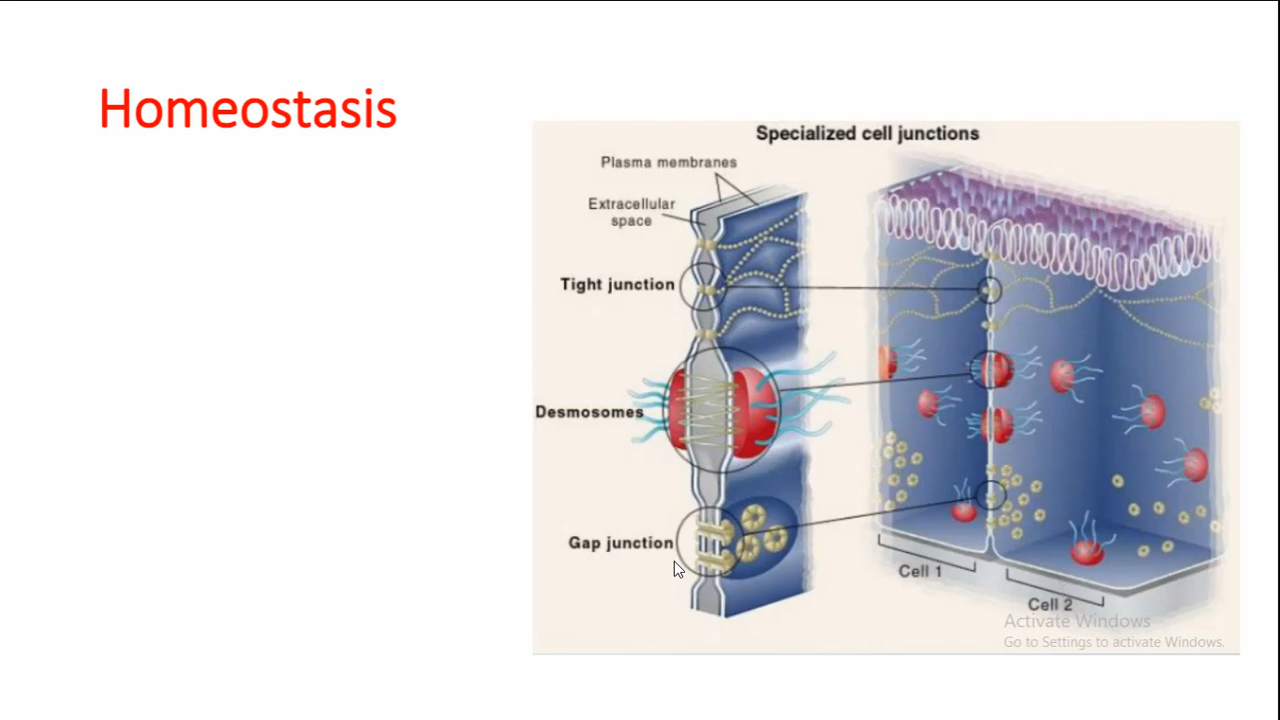 Homeostasis
Specialized cell junctions
Plasma membranes
Extracellular
space
Tight junction
Desmosomes
Gap junction
Cell 1
Cell 2
Activate Windows
Go to Settings to activate Windows.